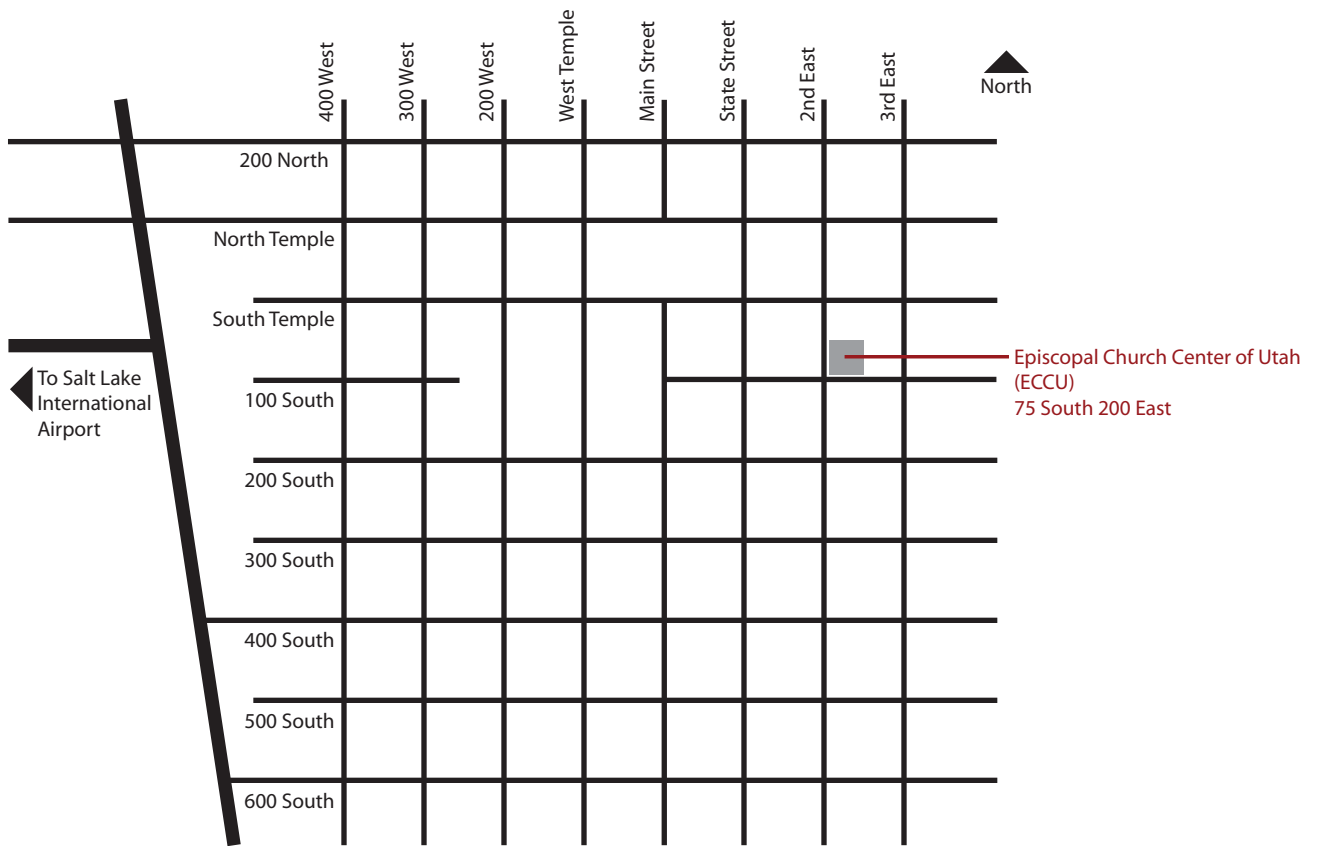 400 West
300 West
200 West
West Temple
Main Street
State Street
2nd East
3rd East
North
200 North
North Temple
South Temple
Episcopal Church Center of Utah
(ECCU)
75 South 200 East
To Salt Lake
International
Airport
100 South
200 South
300 South
400 South
500 South
600 South